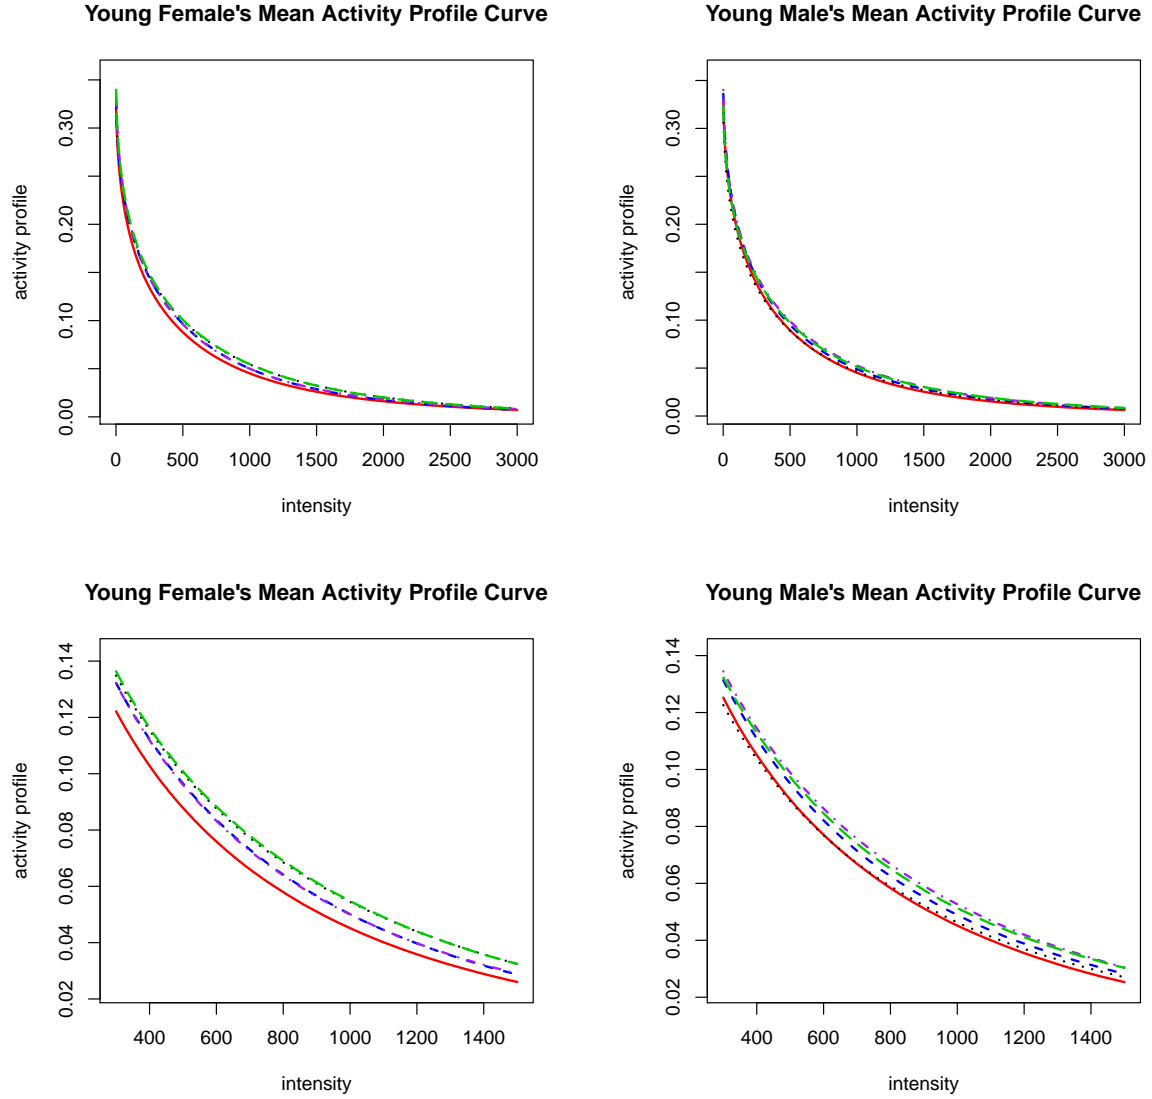 Young Female's Mean Activity Profile Curve
activity profile
0.00 0.10 0.20 0.30
0 500 1000 1500 2000 2500 3000
intensity
Young Male's Mean Activity Profile Curve
activity profile
0.00 0.10 0.20 0.30
0 500 1000 1500 2000 2500 3000
intensity
Young Female's Mean Activity Profile Curve
activity profile
0.02 0.04 0.06 0.08 0.10 0.12 0.14
400 600 800 1000 1200 1400
intensity
Young Male's Mean Activity Profile Curve
activity profile
0.02 0.04 0.06 0.08 0.10 0.12 0.14
400 600 800 1000 1200 1400
intensity